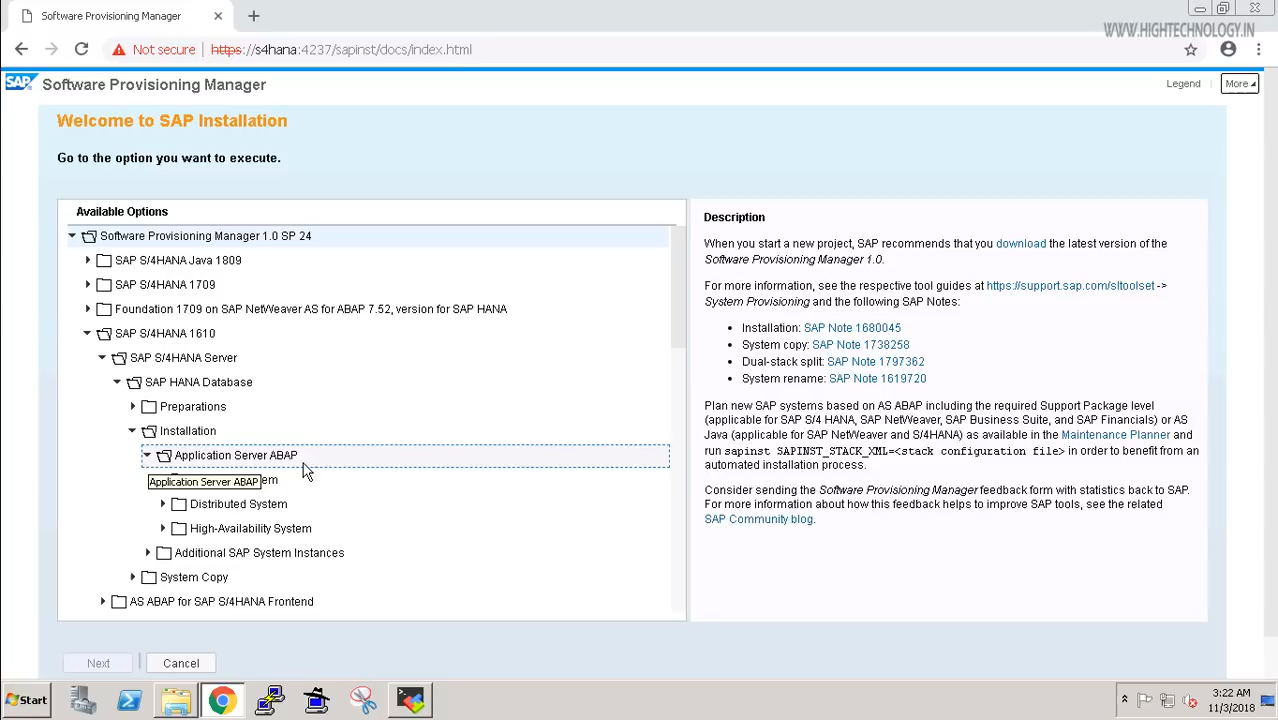 Software Provisioning Manager
WWW.HIGHTECHNOLOGY.IN
Not secure https://s4hana:4237/sapinst/docs/index.html
SAP Software Provisioning Manager
Legend
More
Welcome to SAP Installation
Go to the option you want to execute.
Available Options
Software Provisioning Manager 1.0 SP 24
SAP S/4HANA Java 1809
SAP S/4HANA 1709
Foundation 1709 on SAP NetWeaver AS for ABAP 7.52, version for SAP HANA
SAP S/4HANA 1610
SAP S/4HANA Server
SAP HANA Database
Preparations
Installation
Application Server ABAP
Application Server ABAP em
Distributed System
High-Availability System
Additional SAP System Instances
System Copy
AS ABAP for SAP S/4HANA Frontend
Description
When you start a new project, SAP recommends that you download the latest version of the
Software Provisioning Manager 1.0.
For more information, see the respective tool guides at https://support.sap.com/sltoolset ->
System Provisioning and the following SAP Notes:
• Installation: SAP Note 1680045
• System copy: SAP Note 1738258
• Dual-stack split: SAP Note 1797362
• System rename: SAP Note 1619720
Plan new SAP systems based on AS ABAP including the required Support Package level
(applicable for SAP S/4 HANA, SAP NetWeaver, SAP Business Suite, and SAP Financials) or AS
Java (applicable for SAP NetWeaver and S/4HANA) as available in the Maintenance Planner and
run sapinst SAPINST_STACK_XML=<stack configuration file> in order to benefit from an
automated installation process.
Consider sending the Software Provisioning Manager feedback form with statistics back to SAP.
For more information about how this feedback helps to improve SAP tools, see the related
SAP Community blog.
Next
Cancel
Start
3:22 AM
11/3/2018